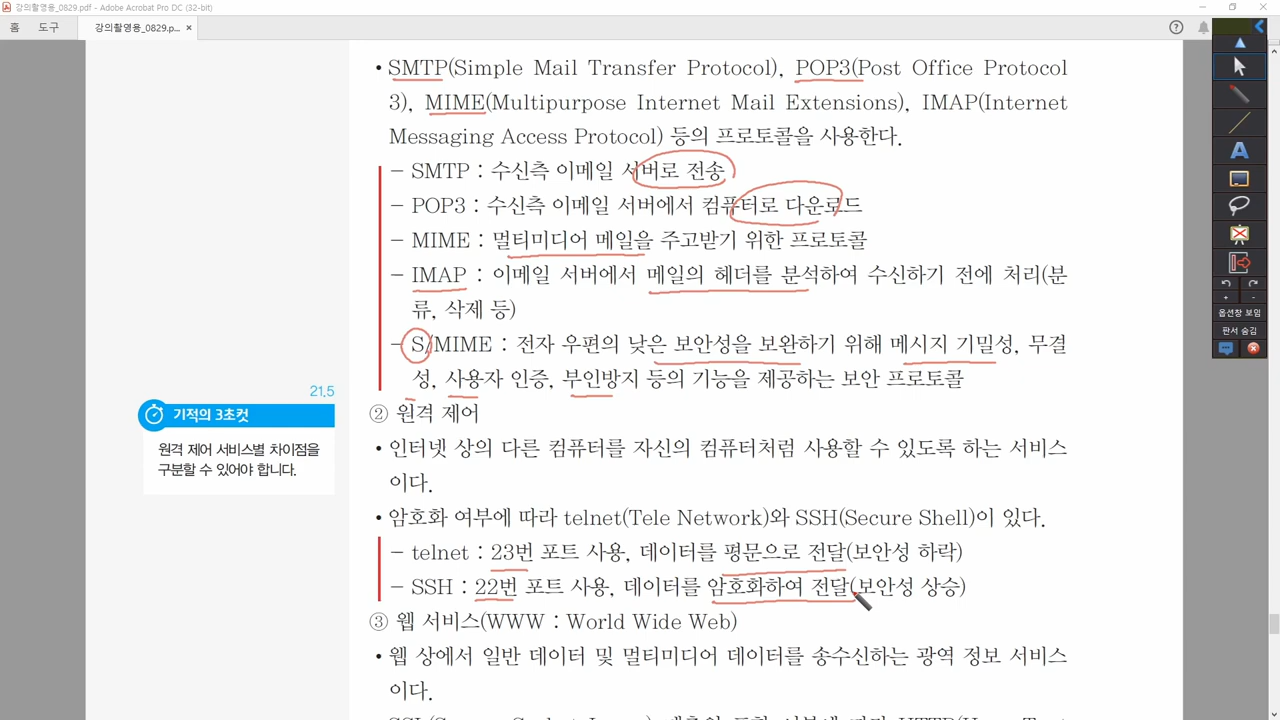 강의촬영용_0829.pdf - Adobe Acrobat Pro DC (32-bit)
홈 도구 강의촬영용_0829.p... ×
• SMTP(Simple Mail Transfer Protocol), POP3(Post Office Protocol
3), MIME(Multipurpose Internet Mail Extensions), IMAP(Internet
Messaging Access Protocol) 등의 프로토콜을 사용한다.
- SMTP : 수신측 이메일 서버로 전송
- POP3 : 수신측 이메일 서버에서 컴퓨터로 다운로드
- MIME : 멀티미디어 메일을 주고받기 위한 프로토콜
- IMAP : 이메일 서버에서 메일의 헤더를 분석하여 수신하기 전에 처리(분
류, 삭제 등)
- S/MIME : 전자 우편의 낮은 보안성을 보완하기 위해 메시지 기밀성, 무결
성, 사용자 인증, 부인방지 등의 기능을 제공하는 보안 프로토콜
21.5
기적의 3초컷
원격 제어 서비스별 차이점을
구분할 수 있어야 합니다.
② 원격 제어
• 인터넷 상의 다른 컴퓨터를 자신의 컴퓨터처럼 사용할 수 있도록 하는 서비스
이다.
• 암호화 여부에 따라 telnet(Tele Network)와 SSH(Secure Shell)이 있다.
- telnet : 23번 포트 사용, 데이터를 평문으로 전달(보안성 하락)
- SSH : 22번 포트 사용, 데이터를 암호화하여 전달(보안성 상승)
③ 웹 서비스(WWW : World Wide Web)
• 웹 상에서 일반 데이터 및 멀티미디어 데이터를 송수신하는 광역 정보 서비스
이다.
옵션창 보임
판서 숨김